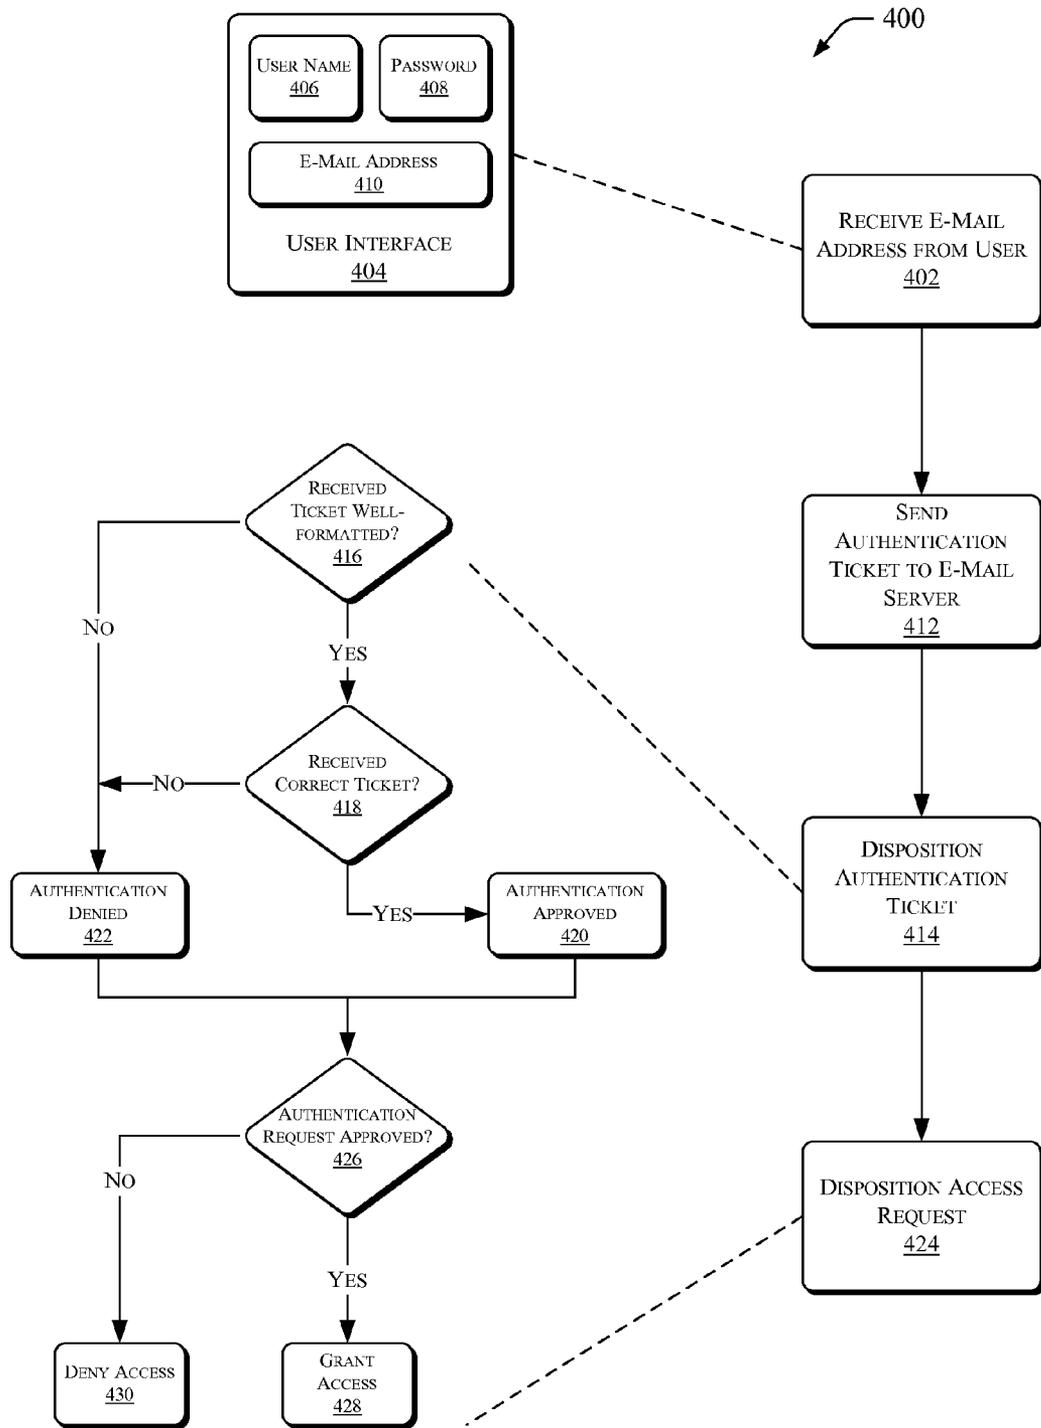 400
USER NAME
406
PASSWORD
408
E-MAIL ADDRESS
410
USER INTERFACE
404
RECEIVE E-MAIL
ADDRESS FROM USER
402
RECEIVED
TICKET WELL-
FORMATTED?
416
SEND
AUTHENTICATION
TICKET TO E-MAIL
SERVER
412
NO
YES
RECEIVED
CORRECT TICKET?
418
NO
DISPOSITION
AUTHENTICATION
TICKET
414
AUTHENTICATION
DENIED
422
YES
AUTHENTICATION
APPROVED
420
AUTHENTICATION
REQUEST APPROVED?
426
NO
DISPOSITION ACCESS
REQUEST
424
YES
DENY ACCESS
430
GRANT
ACCESS
428